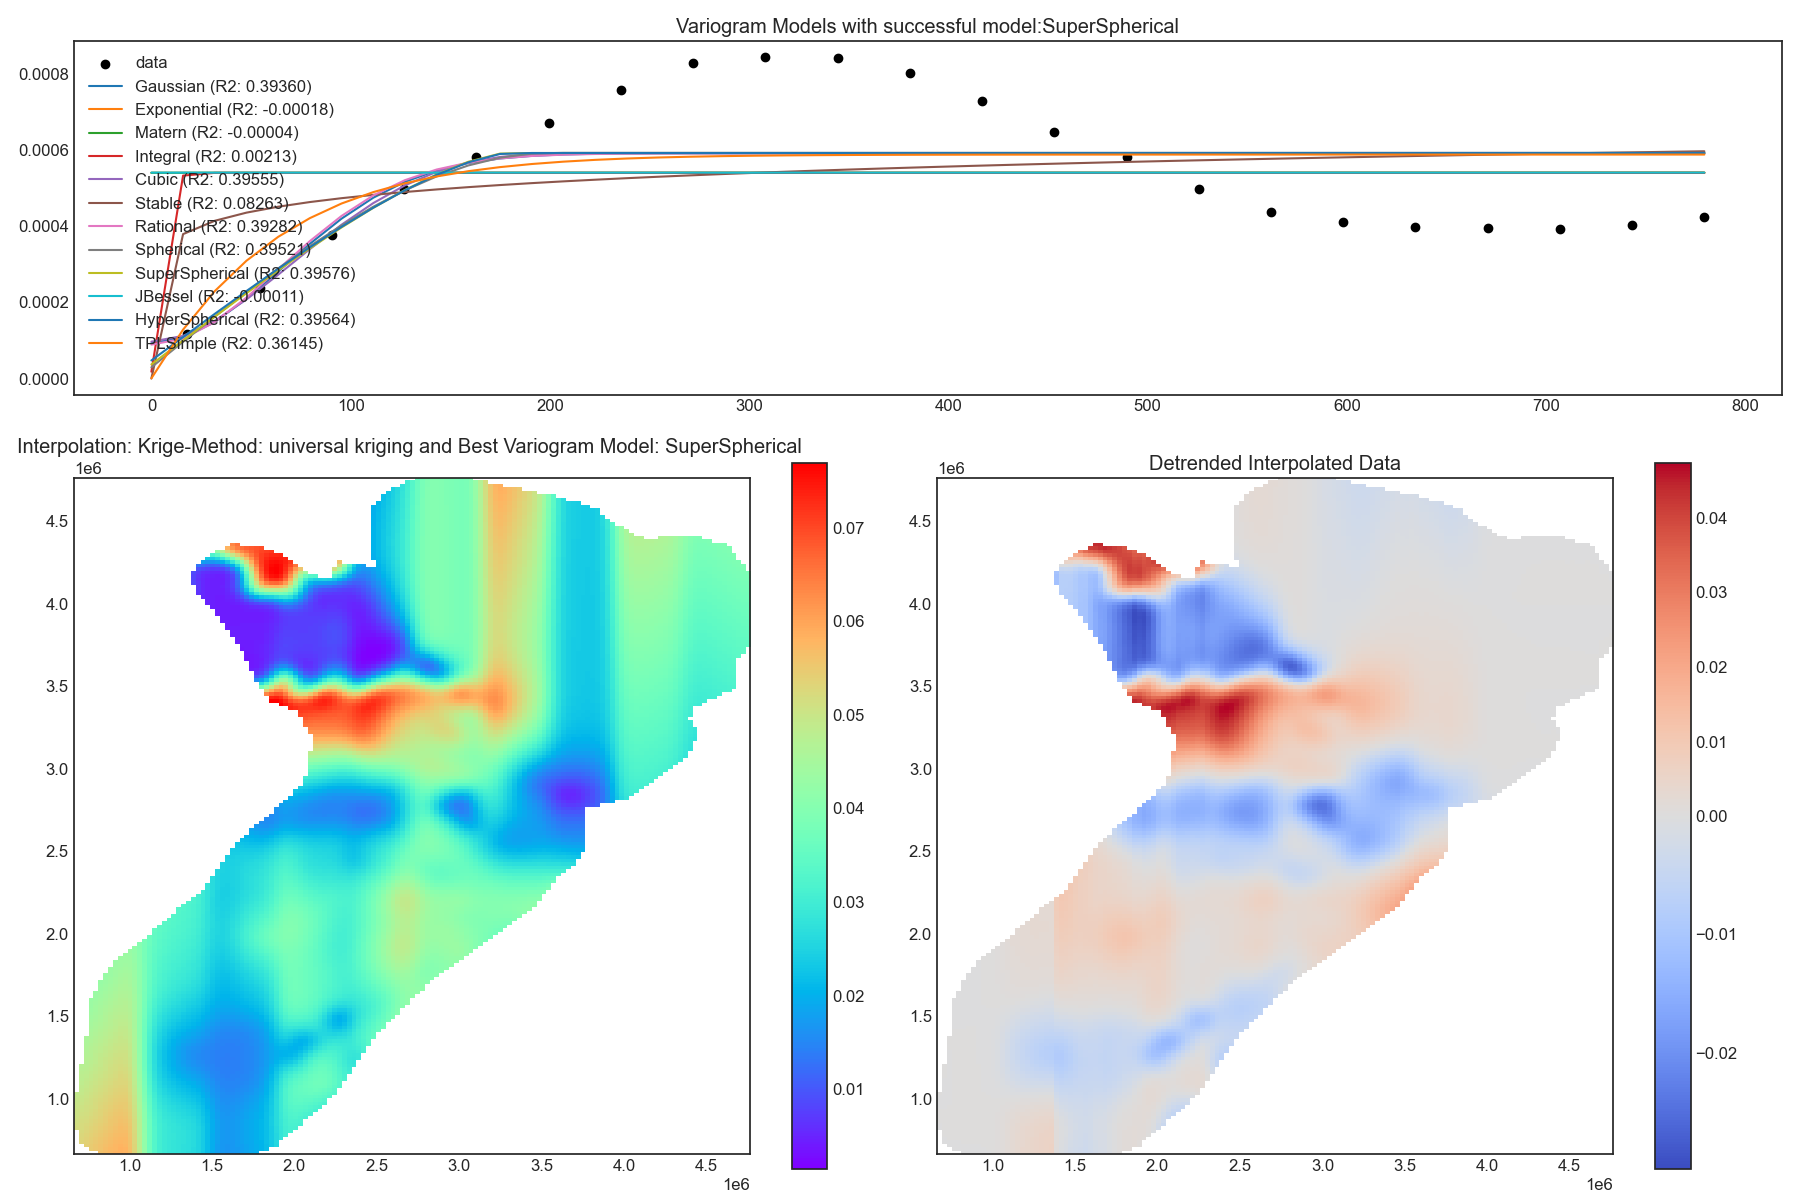 Variogram Models with successful model:SuperSpherical
data
Gaussian (R2: 0.39360)
Exponential (R2: -0.00018)
Matern (R2: -0.00004)
Integral (R2: 0.00213)
Cubic (R2: 0.39555)
Stable (R2: 0.08263)
Rational (R2: 0.39282)
Spherical (R2: 0.39521)
SuperSpherical (R2: 0.39576)
JBessel (R2: -0.00011)
HyperSpherical (R2: 0.39564)
TPLSimple (R2: 0.36145)
0.0008
0.0006
0.0004
0.0002
0.0000
0 100 200 300 400 500 600 700 800
Interpolation: Krige-Method: universal kriging and Best Variogram Model: SuperSpherical
1e6
4.5
4.0
3.5
3.0
2.5
2.0
1.5
1.0
1.0 1.5 2.0 2.5 3.0 3.5 4.0 4.5
1e6
0.07
0.06
0.05
0.04
0.03
0.02
0.01
Detrended Interpolated Data
1e6
4.5
4.0
3.5
3.0
2.5
2.0
1.5
1.0
1.0 1.5 2.0 2.5 3.0 3.5 4.0 4.5
1e6
0.04
0.03
0.02
0.01
0.00
−0.01
−0.02